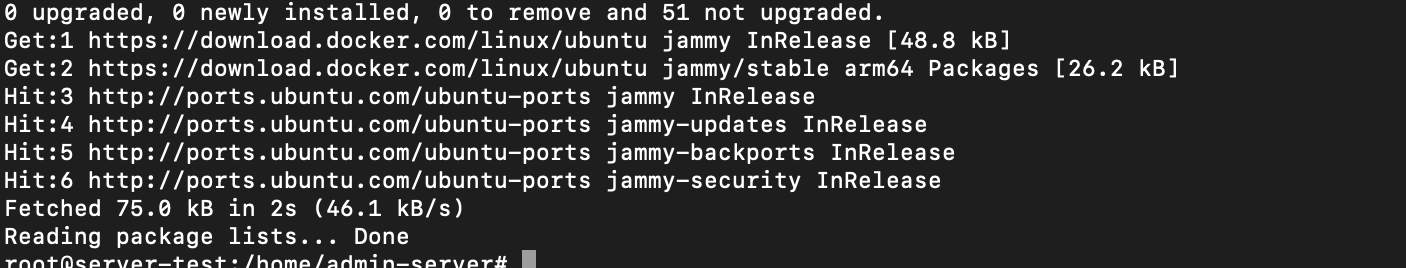 0 upgraded, 0 newly installed, 0 to remove and 51 not upgraded.
Get:1 https://download.docker.com/linux/ubuntu jammy InRelease [48.8 kB]
Get:2 https://download.docker.com/linux/ubuntu jammy/stable arm64 Packages [26.2 kB]
Hit:3 http://ports.ubuntu.com/ubuntu-ports jammy InRelease
Hit:4 http://ports.ubuntu.com/ubuntu-ports jammy-updates InRelease
Hit:5 http://ports.ubuntu.com/ubuntu-ports jammy-backports InRelease
Hit:6 http://ports.ubuntu.com/ubuntu-ports jammy-security InRelease
Fetched 75.0 kB in 2s (46.1 kB/s)
Reading package lists... Done
root@server-test:/home/admin-server#